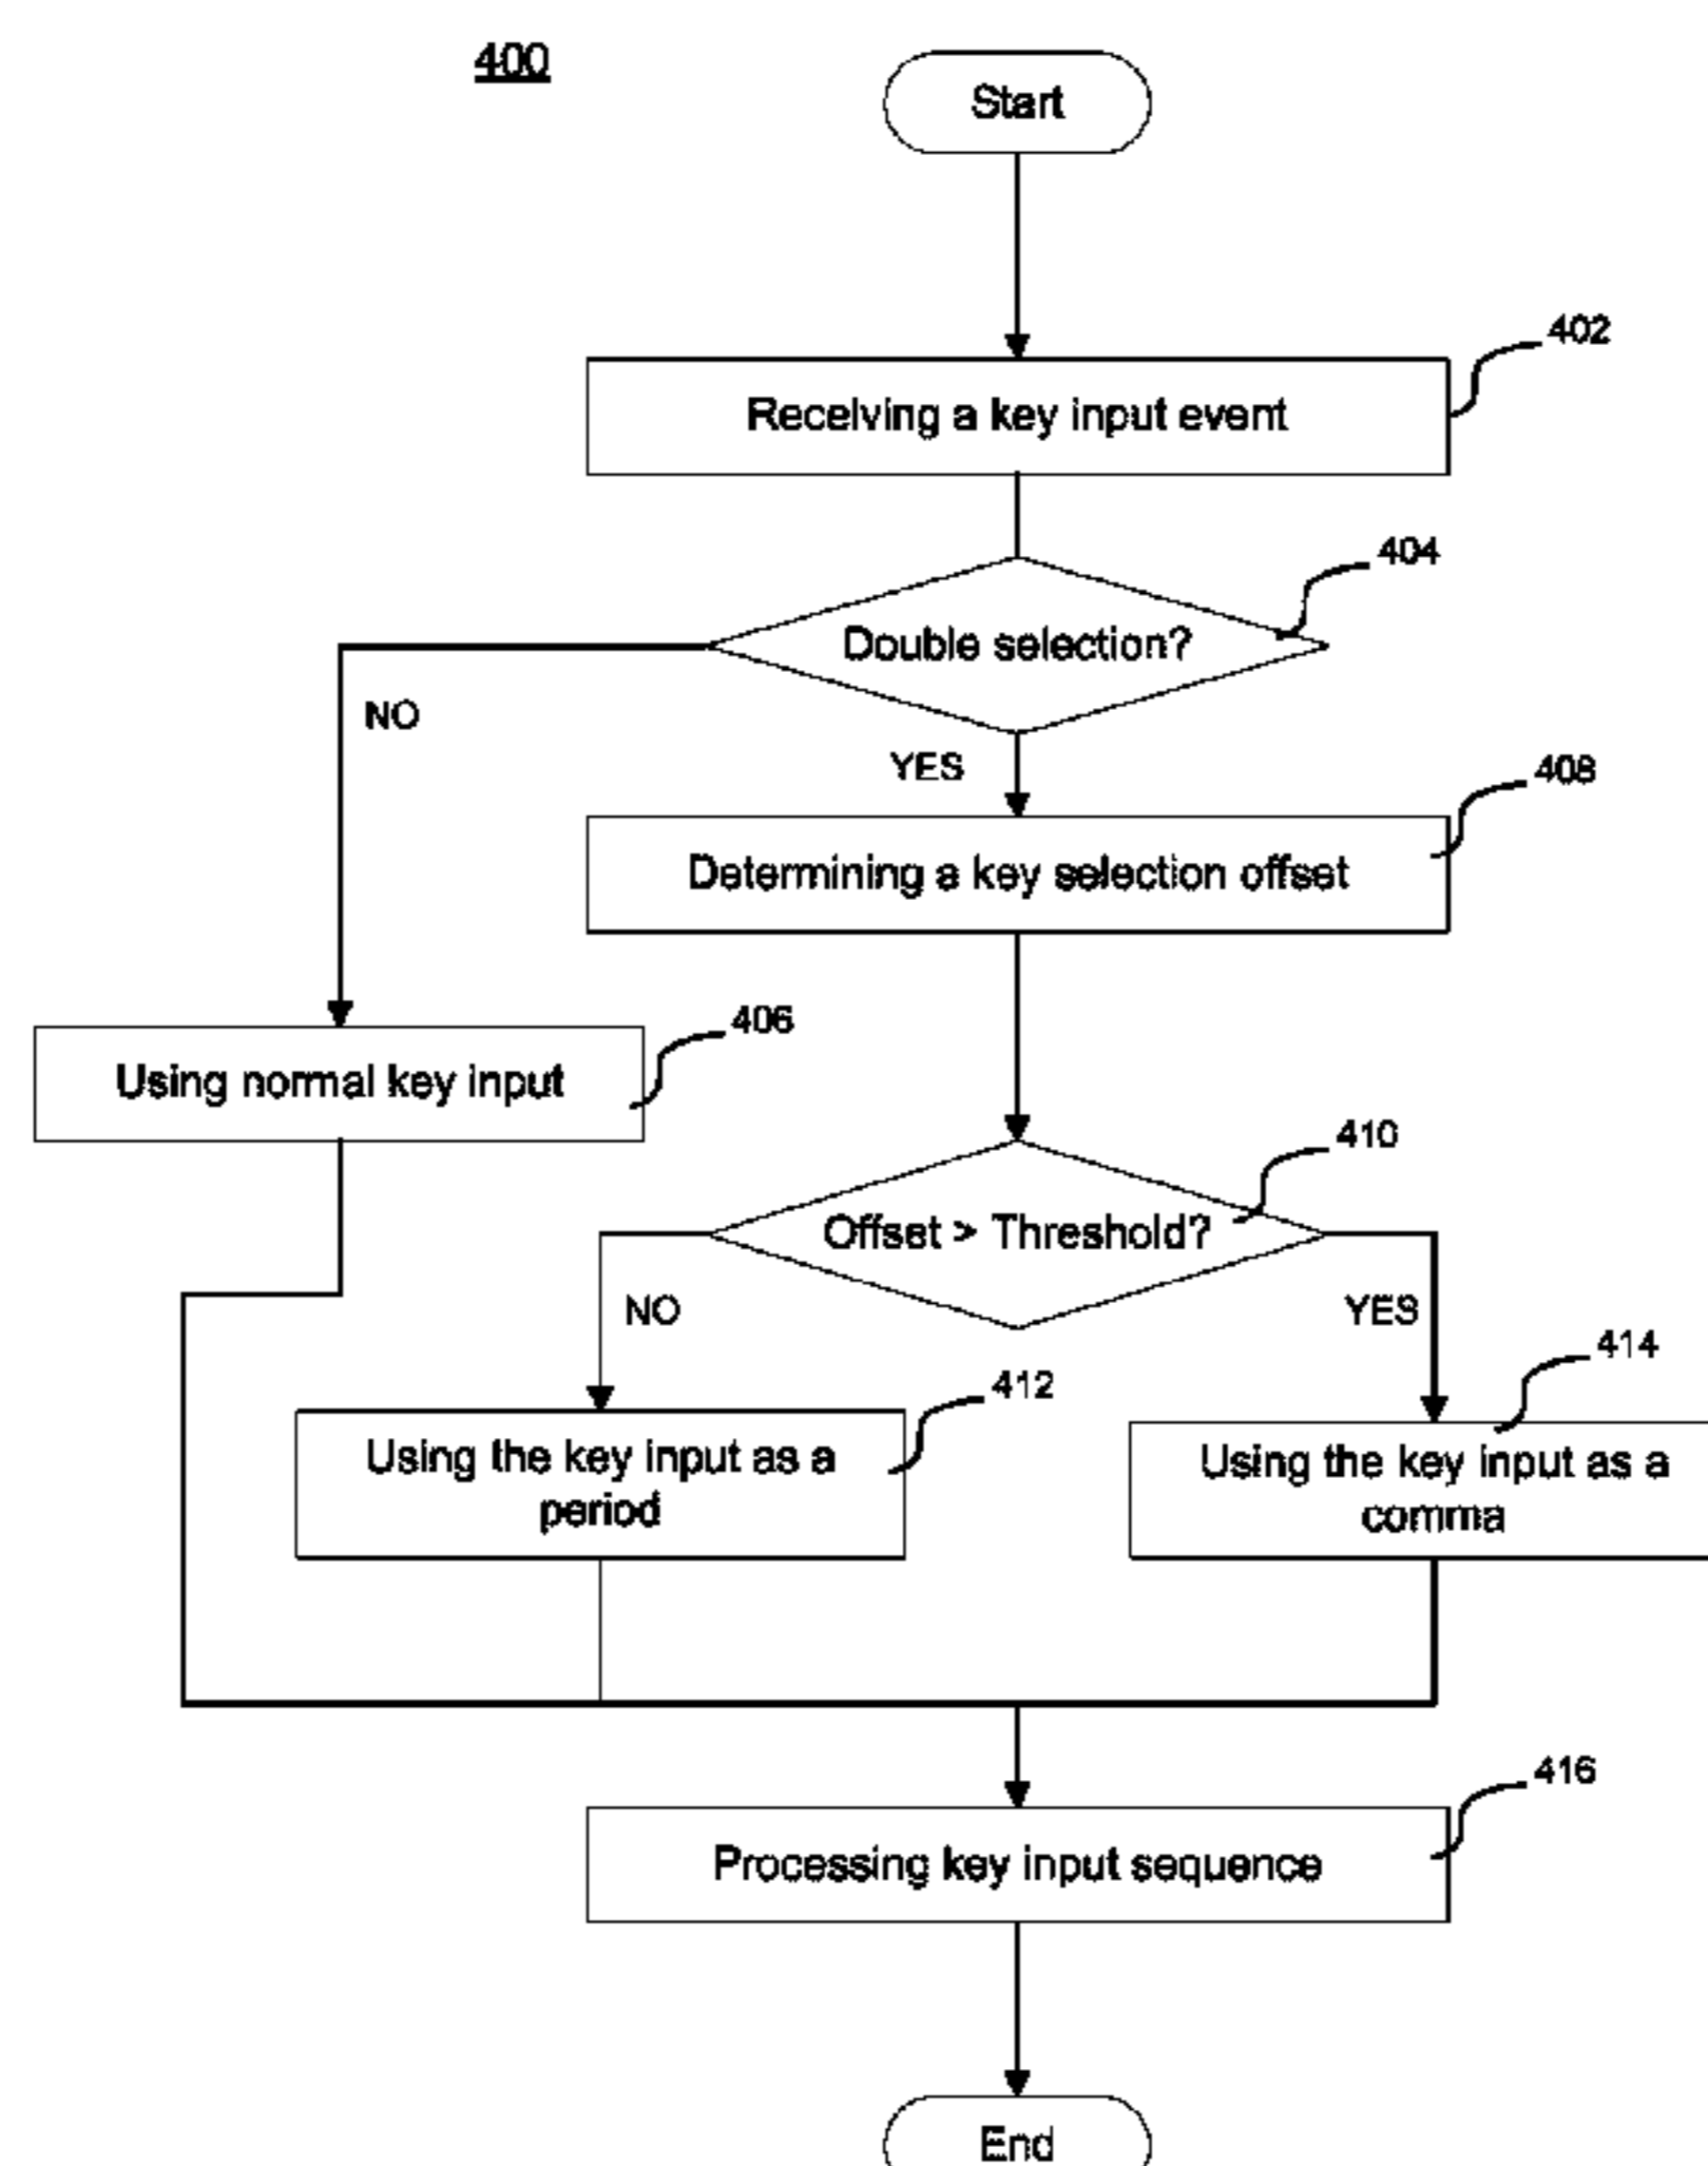 400
Start
402
Receiving a key input event
404
Double selection?
NO
YES
408
Determining a key selection offset
406
Using normal key input
410
Offset > Threshold?
NO
YES
412
414
Using the key input as a
period
Using the key input as a
comma
416
Processing key input sequence
End